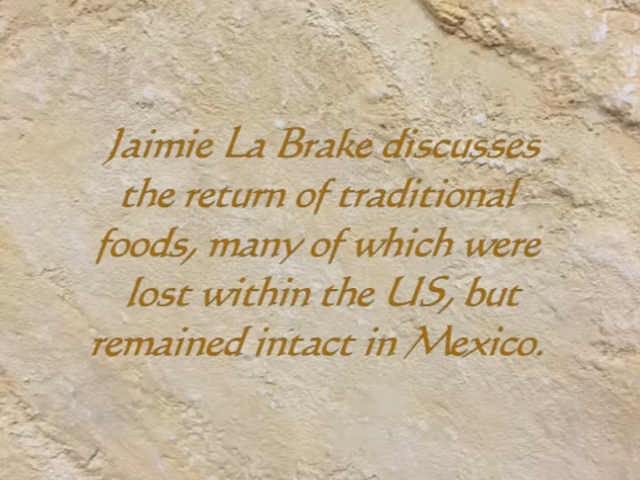 Jaimie La Brake discusses
the return of traditional
foods, many of which were
lost within the US, but
remained intact in Mexico.